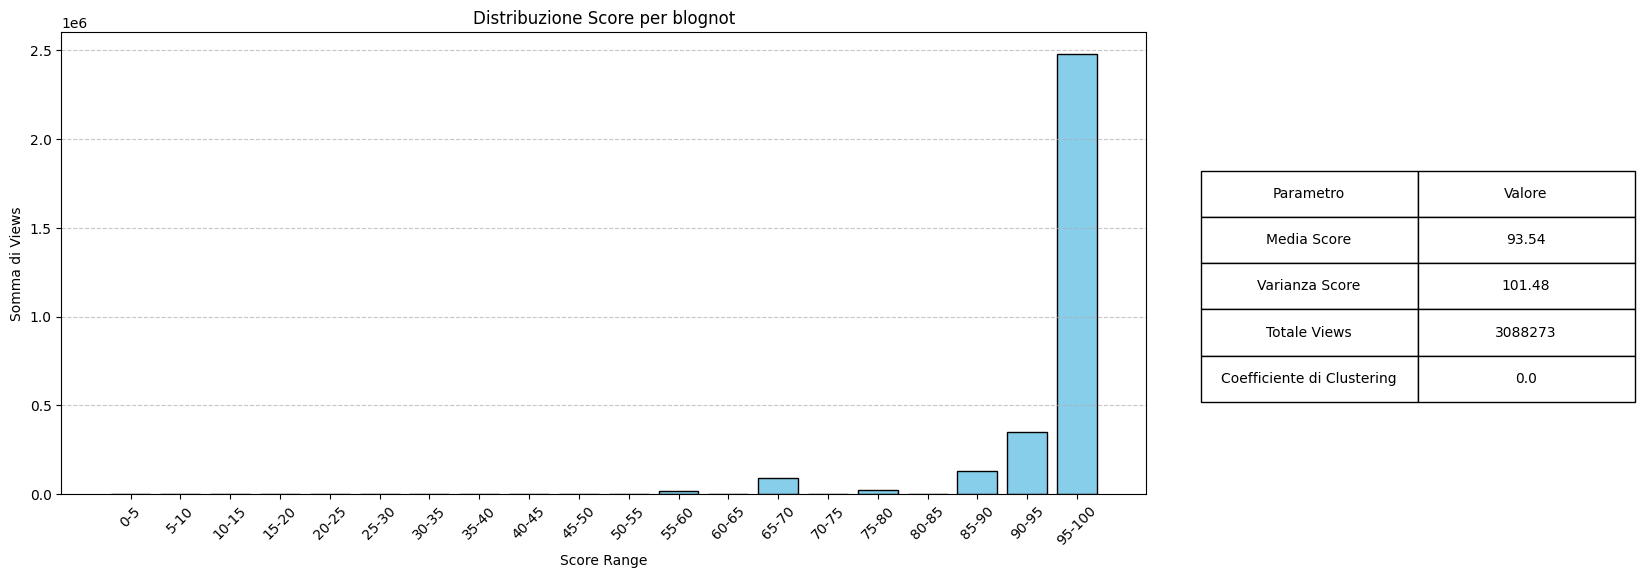 Distribuzione Score per blognot
1e6
2.5
2.0
1.5
1.0
0.5
0.0
Somma di Views
0-5
5-10
10-15
15-20
20-25
25-30
30-35
35-40
40-45
45-50
50-55
55-60
60-65
65-70
70-75
75-80
80-85
85-90
90-95
95-100
Score Range
Parametro Valore
Media Score 93.54
Varianza Score 101.48
Totale Views 3088273
Coefficiente di Clustering 0.0